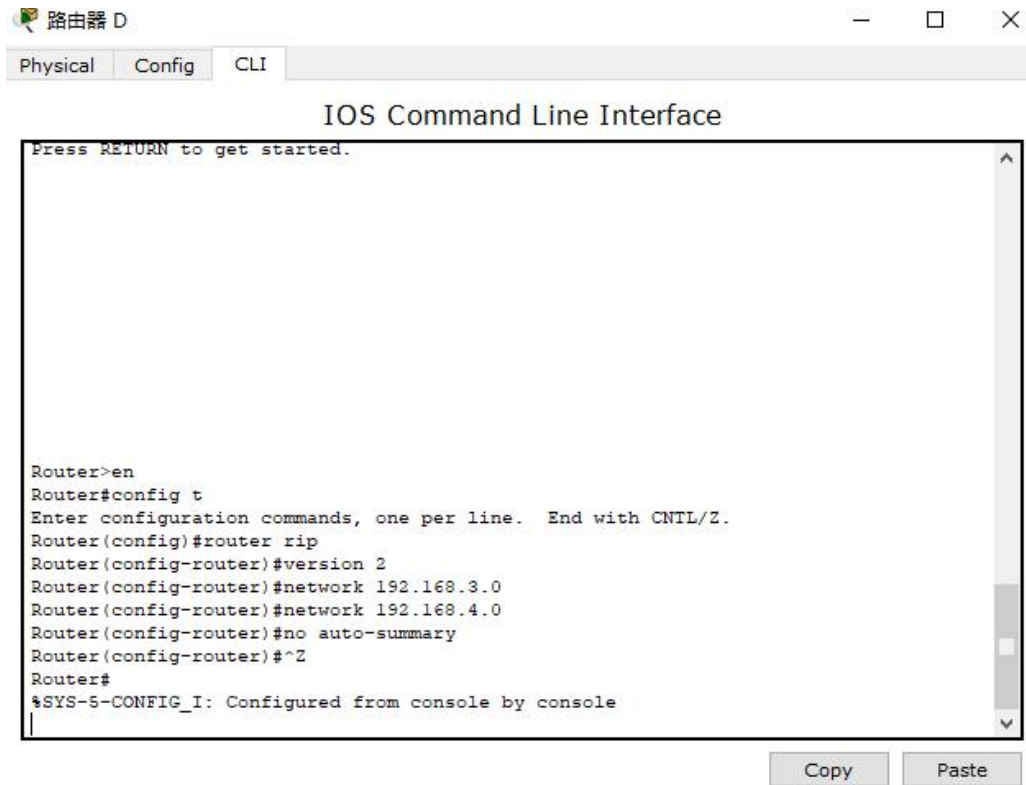 路由器 D
Physical Config CLI
IOS Command Line Interface
Press RETURN to get started.
Router>en
Router#config t
Enter configuration commands, one per line.  End with CNTL/Z.
Router(config)#router rip
Router(config-router)#version 2
Router(config-router)#network 192.168.3.0
Router(config-router)#network 192.168.4.0
Router(config-router)#no auto-summary
Router(config-router)#^Z
Router#
%SYS-5-CONFIG_I: Configured from console by console
Copy Paste